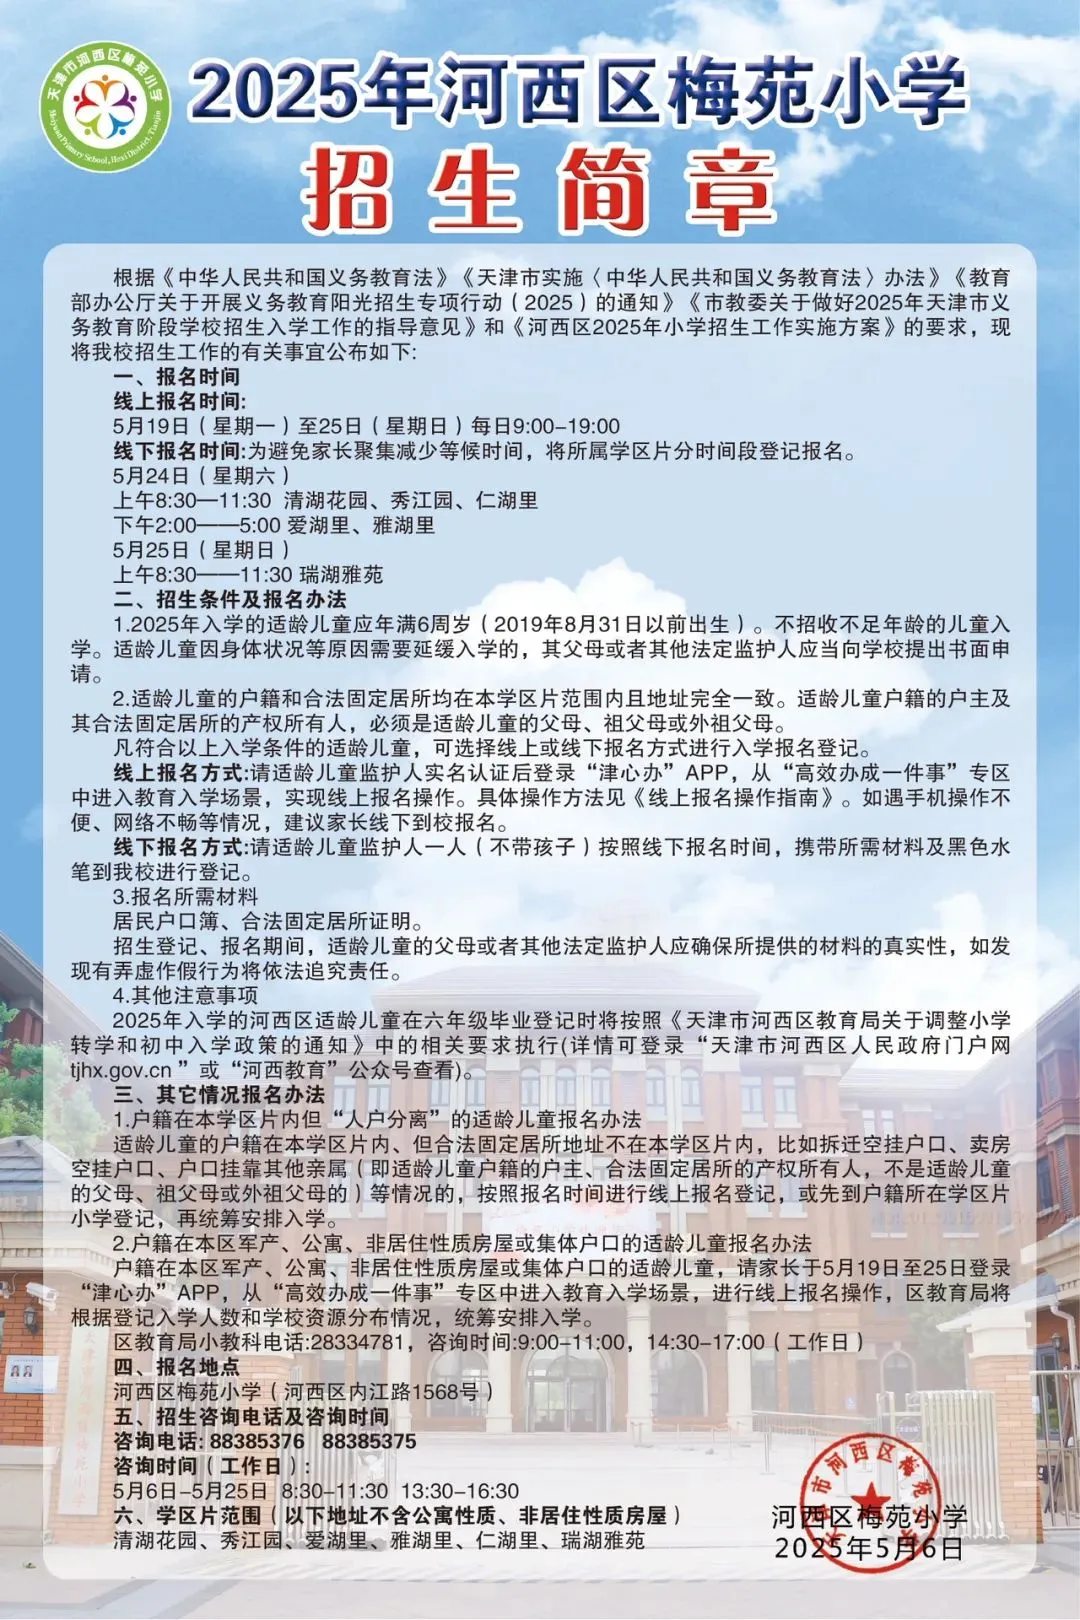 天津市河西区梅苑小学
Meiyuan Primary School, Hexi District, Tianjin
2025年河西区梅苑小学
招生简章
根据《中华人民共和国义务教育法》《天津市实施〈中华人民共和国义务教育法〉办法》《教育
部办公厅关于开展义务教育阳光招生专项行动（2025）的通知》《市教委关于做好2025年天津市义
务教育阶段学校招生入学工作的指导意见》和《河西区2025年小学招生工作实施方案》的要求，现
将我校招生工作的有关事宜公布如下:
一、报名时间
线上报名时间:
5月19日（星期一）至25日（星期日）每日9:00-19:00
线下报名时间:为避免家长聚集减少等候时间，将所属学区片分时间段登记报名。
5月24日（星期六）
上午8:30—11:30 清湖花园、秀江园、仁湖里
下午2:00——5:00 爱湖里、雅湖里
5月25日（星期日）
上午8:30——11:30 瑞湖雅苑
二、招生条件及报名办法
1.2025年入学的适龄儿童应年满6周岁（2019年8月31日以前出生）。不招收不足年龄的儿童入
学。适龄儿童因身体状况等原因需要延缓入学的，其父母或者其他法定监护人应当向学校提出书面申
请。
2.适龄儿童的户籍和合法固定居所均在本学区片范围内且地址完全一致。适龄儿童户籍的户主及
其合法固定居所的产权所有人，必须是适龄儿童的父母、祖父母或外祖父母。
凡符合以上入学条件的适龄儿童，可选择线上或线下报名方式进行入学报名登记。
线上报名方式:请适龄儿童监护人实名认证后登录“津心办”APP，从“高效办成一件事”专区
中进入教育入学场景，实现线上报名操作。具体操作方法见《线上报名操作指南》。如遇手机操作不
便、网络不畅等情况，建议家长线下到校报名。
线下报名方式:请适龄儿童监护人一人（不带孩子）按照线下报名时间，携带所需材料及黑色水
笔到我校进行登记。
3.报名所需材料
居民户口簿、合法固定居所证明。
招生登记、报名期间，适龄儿童的父母或者其他法定监护人应确保所提供的材料的真实性，如发
现有弄虚作假行为将依法追究责任。
4.其他注意事项
2025年入学的河西区适龄儿童在六年级毕业登记时将按照《天津市河西区教育局关于调整小学
转学和初中入学政策的通知》中的相关要求执行(详情可登录“天津市河西区人民政府门户网
tjhx.gov.cn ”或“河西教育”公众号查看)。
三、其它情况报名办法
1.户籍在本学区片内但“人户分离”的适龄儿童报名办法
适龄儿童的户籍在本学区片内、但合法固定居所地址不在本学区片内，比如拆迁空挂户口、卖房
空挂户口、户口挂靠其他亲属（即适龄儿童户籍的户主、合法固定居所的产权所有人，不是适龄儿童
的父母、祖父母或外祖父母的）等情况的，按照报名时间进行线上报名登记，或先到户籍所在学区片
小学登记，再统筹安排入学。
2.户籍在本区军产、公寓、非居住性质房屋或集体户口的适龄儿童报名办法
户籍在本区军产、公寓、非居住性质房屋或集体户口的适龄儿童，请家长于5月19日至25日登录
“津心办”APP，从“高效办成一件事”专区中进入教育入学场景，进行线上报名操作，区教育局将
根据登记入学人数和学校资源分布情况，统筹安排入学。
区教育局小教科电话:28334781，咨询时间:9:00-11:00，14:30-17:00（工作日）
四、报名地点
河西区梅苑小学（河西区内江路1568号）
五、招生咨询电话及咨询时间
咨询电话: 88385376 88385375
咨询时间（工作日）:
5月6日-5月25日 8:30-11:30 13:30-16:30
六、学区片范围（以下地址不含公寓性质、非居住性质房屋）
清湖花园、秀江园、爱湖里、雅湖里、仁湖里、瑞湖雅苑
河西区梅苑小学
2025年5月6日
天津市河西区梅苑小学